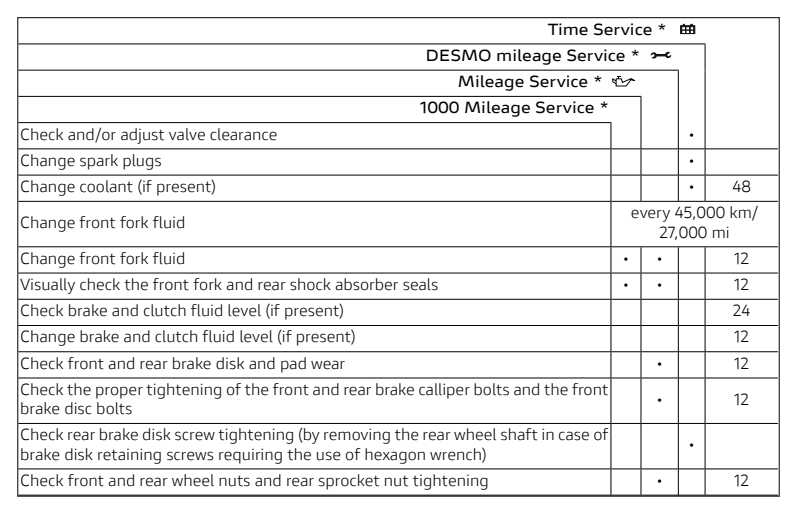 Time Service *
DESMO mileage Service *
Mileage Service *
1000 Mileage Service *
Check and/or adjust valve clearance •
Change spark plugs •
Change coolant (if present) • 48
Change front fork fluid every 45,000 km/
27,000 mi
Change front fork fluid • • 12
Visually check the front fork and rear shock absorber seals • • 12
Check brake and clutch fluid level (if present) 24
Change brake and clutch fluid level (if present) 12
Check front and rear brake disk and pad wear • 12
Check the proper tightening of the front and rear brake calliper bolts and the front
brake disc bolts • 12
Check rear brake disk screw tightening (by removing the rear wheel shaft in case of
brake disk retaining screws requiring the use of hexagon wrench) •
Check front and rear wheel nuts and rear sprocket nut tightening • 12